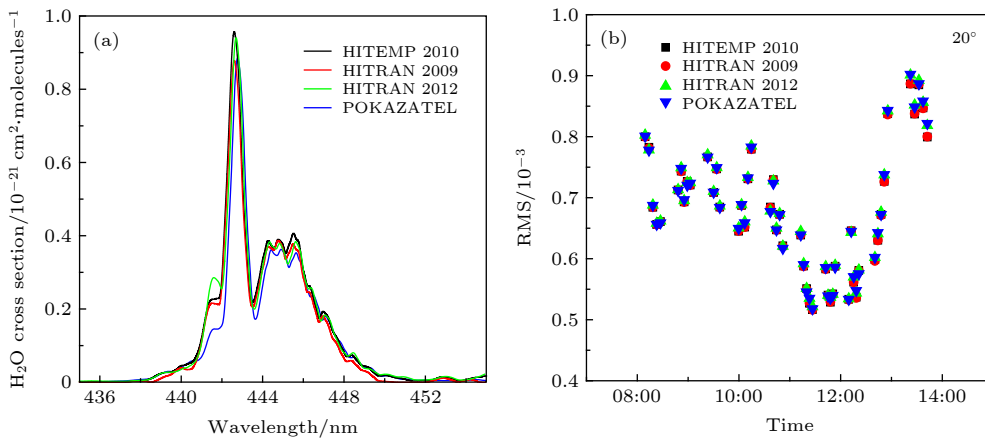 (a)
HITEMP 2010
HITRAN 2009
HITRAN 2012
POKAZATEL
H₂O cross section/10⁻²¹ cm²·molecules⁻¹
1.0
0.8
0.6
0.4
0.2
0
436
440
444
448
452
Wavelength/nm
(b)
20°
HITEMP 2010
HITRAN 2009
HITRAN 2012
POKAZATEL
RMS/10⁻³
1.0
0.9
0.8
0.7
0.6
0.5
0.4
08:00
10:00
12:00
14:00
Time